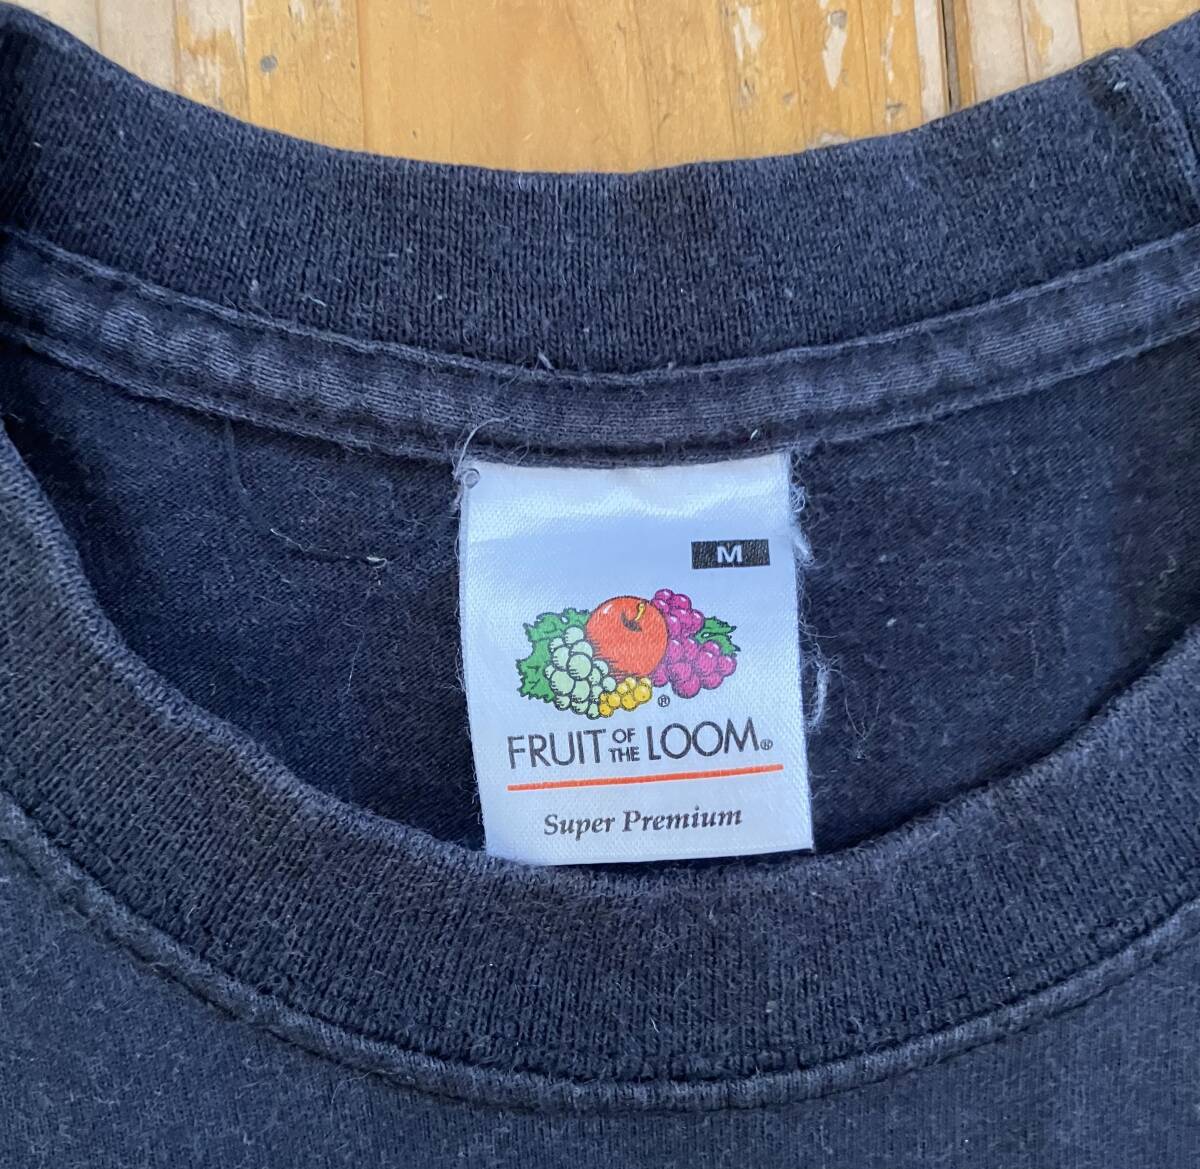 M
®
FRUIT OF THE LOOM®
Super Premium